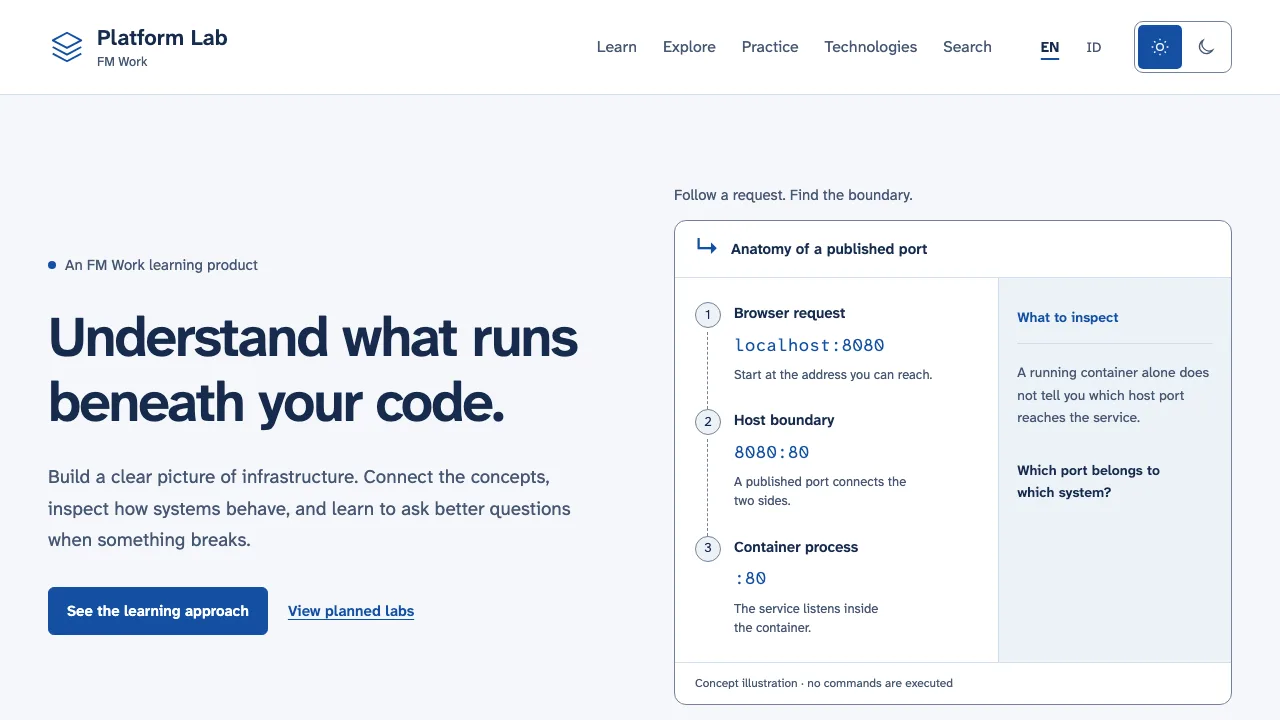 Platform Lab
FM Work
Learn
Explore
Practice
Technologies
Search
EN
ID
An FM Work learning product
Understand what runs
beneath your code.
Build a clear picture of infrastructure. Connect the concepts,
inspect how systems behave, and learn to ask better questions
when something breaks.
See the learning approach
View planned labs
Follow a request. Find the boundary.
Anatomy of a published port
1
Browser request
localhost:8080
Start at the address you can reach.
2
Host boundary
8080:80
A published port connects the
two sides.
3
Container process
:80
The service listens inside
the container.
What to inspect
A running container alone does
not tell you which host port
reaches the service.
Which port belongs to
which system?
Concept illustration · no commands are executed